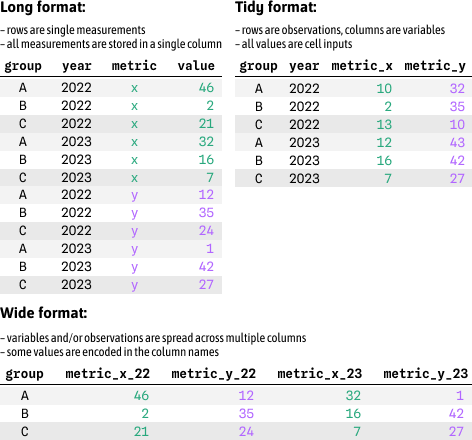 Long format:
– rows are single measurements
– all measurements are stored in a single column
group year metric value
A 2022 x 46
B 2022 x 2
C 2022 x 21
A 2023 x 32
B 2023 x 16
C 2023 x 7
A 2022 y 12
B 2022 y 35
C 2022 y 24
A 2023 y 1
B 2023 y 42
C 2023 y 27
Tidy format:
– rows are observations, columns are variables
– all values are cell inputs
group year metric_x metric_y
A 2022 10 32
B 2022 2 35
C 2022 13 10
A 2023 12 43
B 2023 16 42
C 2023 7 27
Wide format:
– variables and/or observations are spread across multiple columns
– some values are encoded in the column names
group metric_x_22 metric_y_22 metric_x_23 metric_y_23
A 46 12 32 1
B 2 35 16 42
C 21 24 7 27